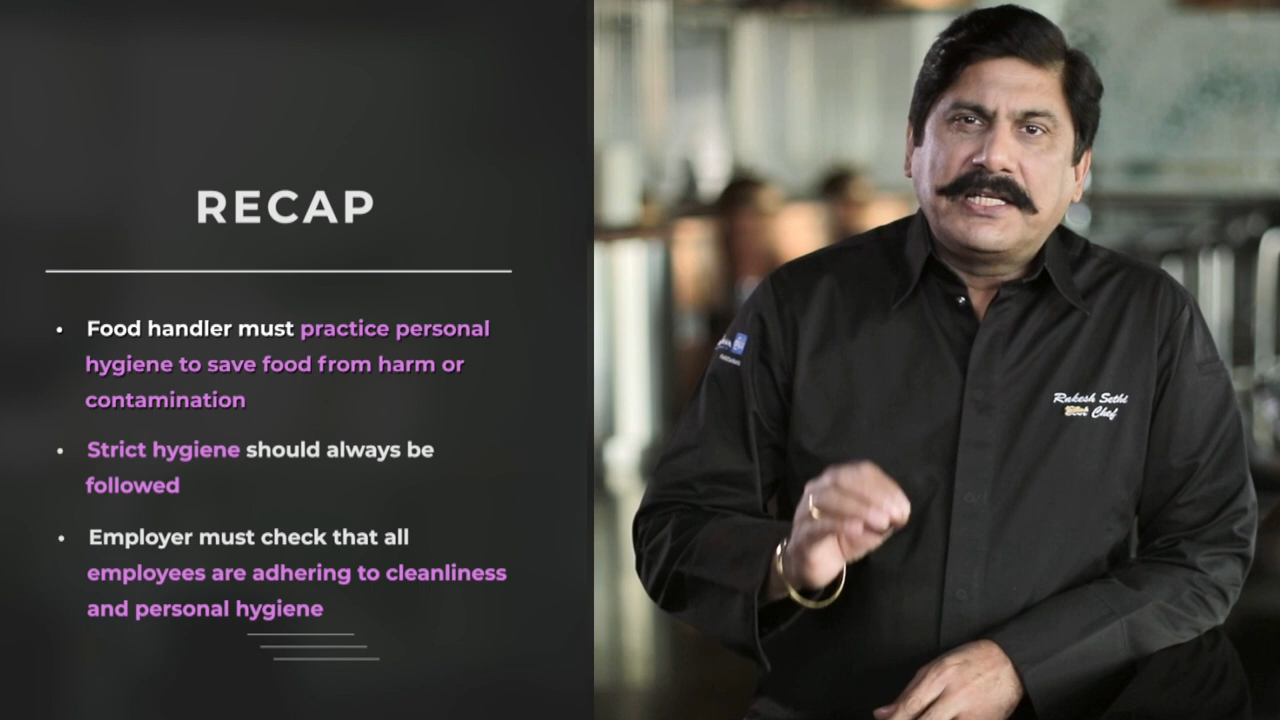 RECAP
• Food handler must practice personal
hygiene to save food from harm or
contamination
• Strict hygiene should always be
followed
• Employer must check that all
employees are adhering to cleanliness
and personal hygiene
Rakesh Sethi
Chef